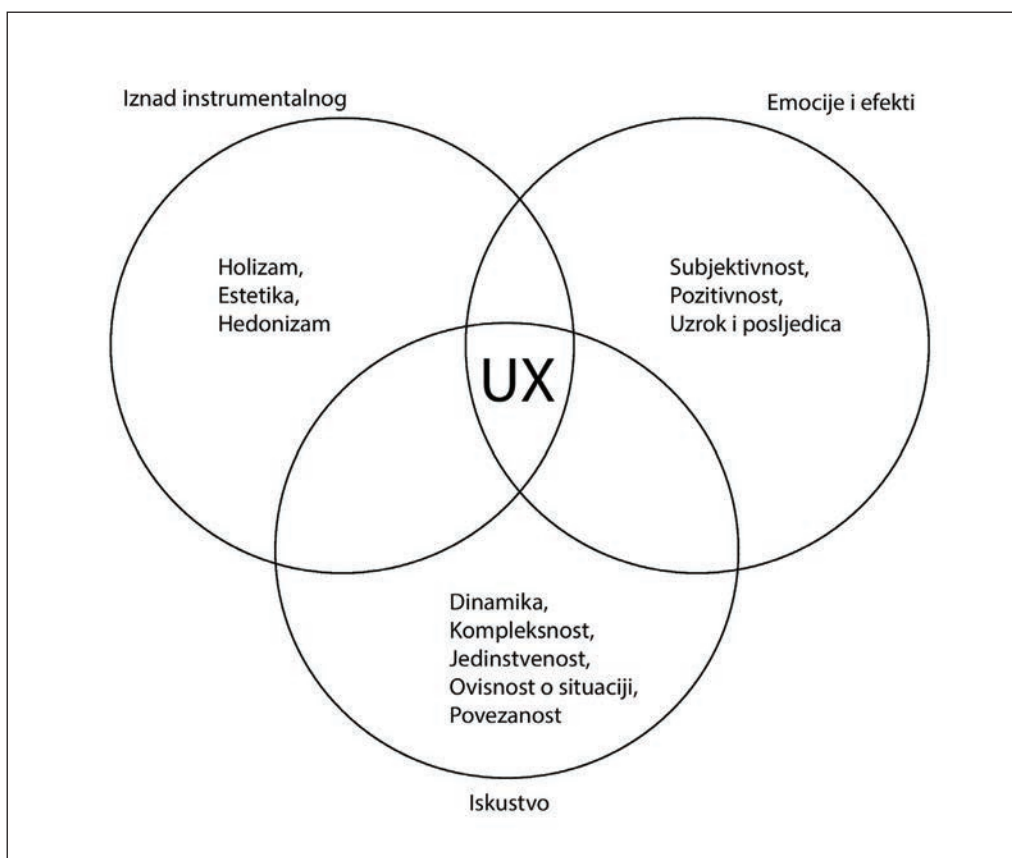 Iznad instrumentalnog
Emocije i efekti
Holizam,
Estetika,
Hedonizam
Subjektivnost,
Pozitivnost,
Uzrok i posljedica
UX
Dinamika,
Kompleksnost,
Jedinstvenost,
Ovisnost o situaciji,
Povezanost
Iskustvo